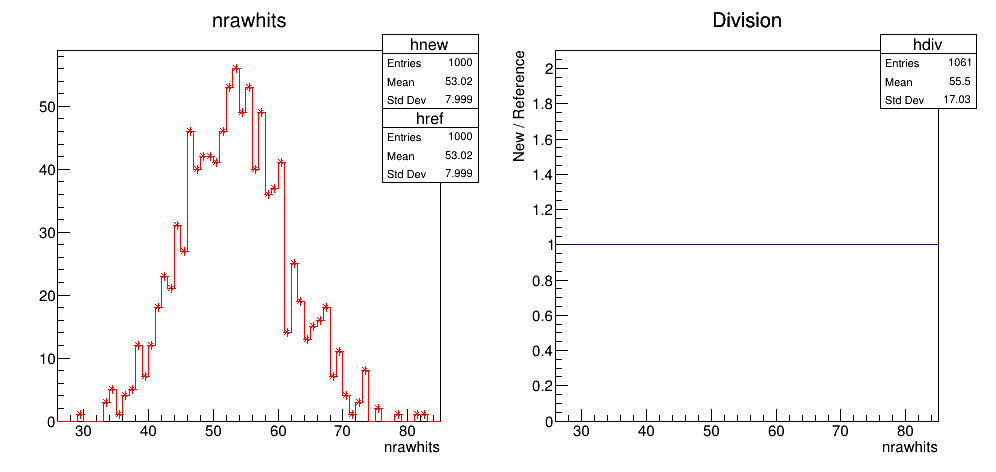 nrawhits
hnew
Entries 1000
Mean 53.02
Std Dev 7.999
href
Entries 1000
Mean 53.02
Std Dev 7.999
50
40
30
20
10
0
30 40 50 60 70 80
nrawhits
Division
hdiv
Entries 1061
Mean 55.5
Std Dev 17.03
New / Reference
2
1.8
1.6
1.4
1.2
1
0.8
0.6
0.4
0.2
0
30 40 50 60 70 80
nrawhits